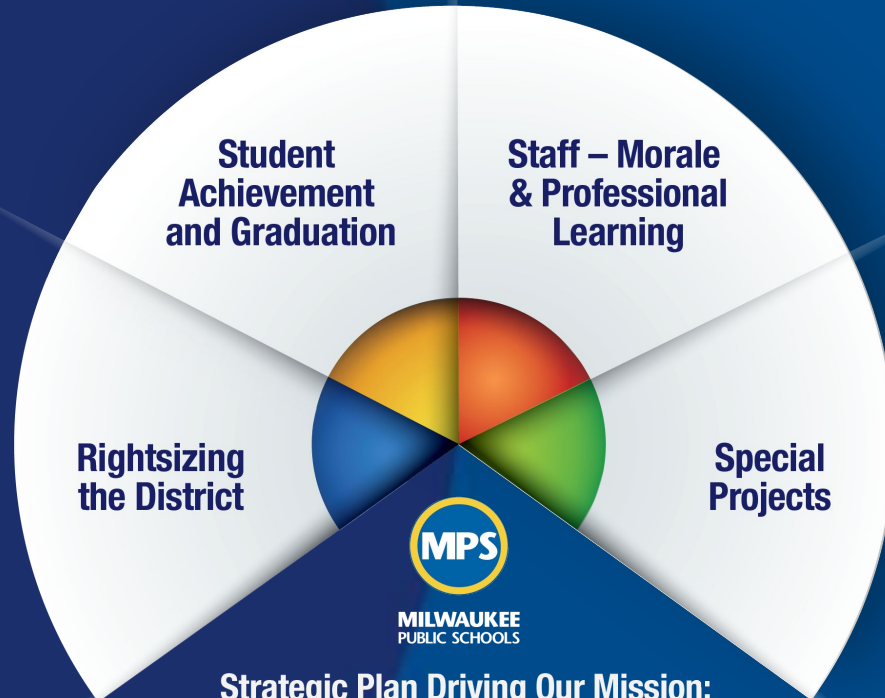 Student
Achievement
and Graduation
Staff – Morale
& Professional
Learning
Rightsizing
the District
Special
Projects
MPS
MILWAUKEE
PUBLIC SCHOOLS
Strategic Plan Driving Our Mission: